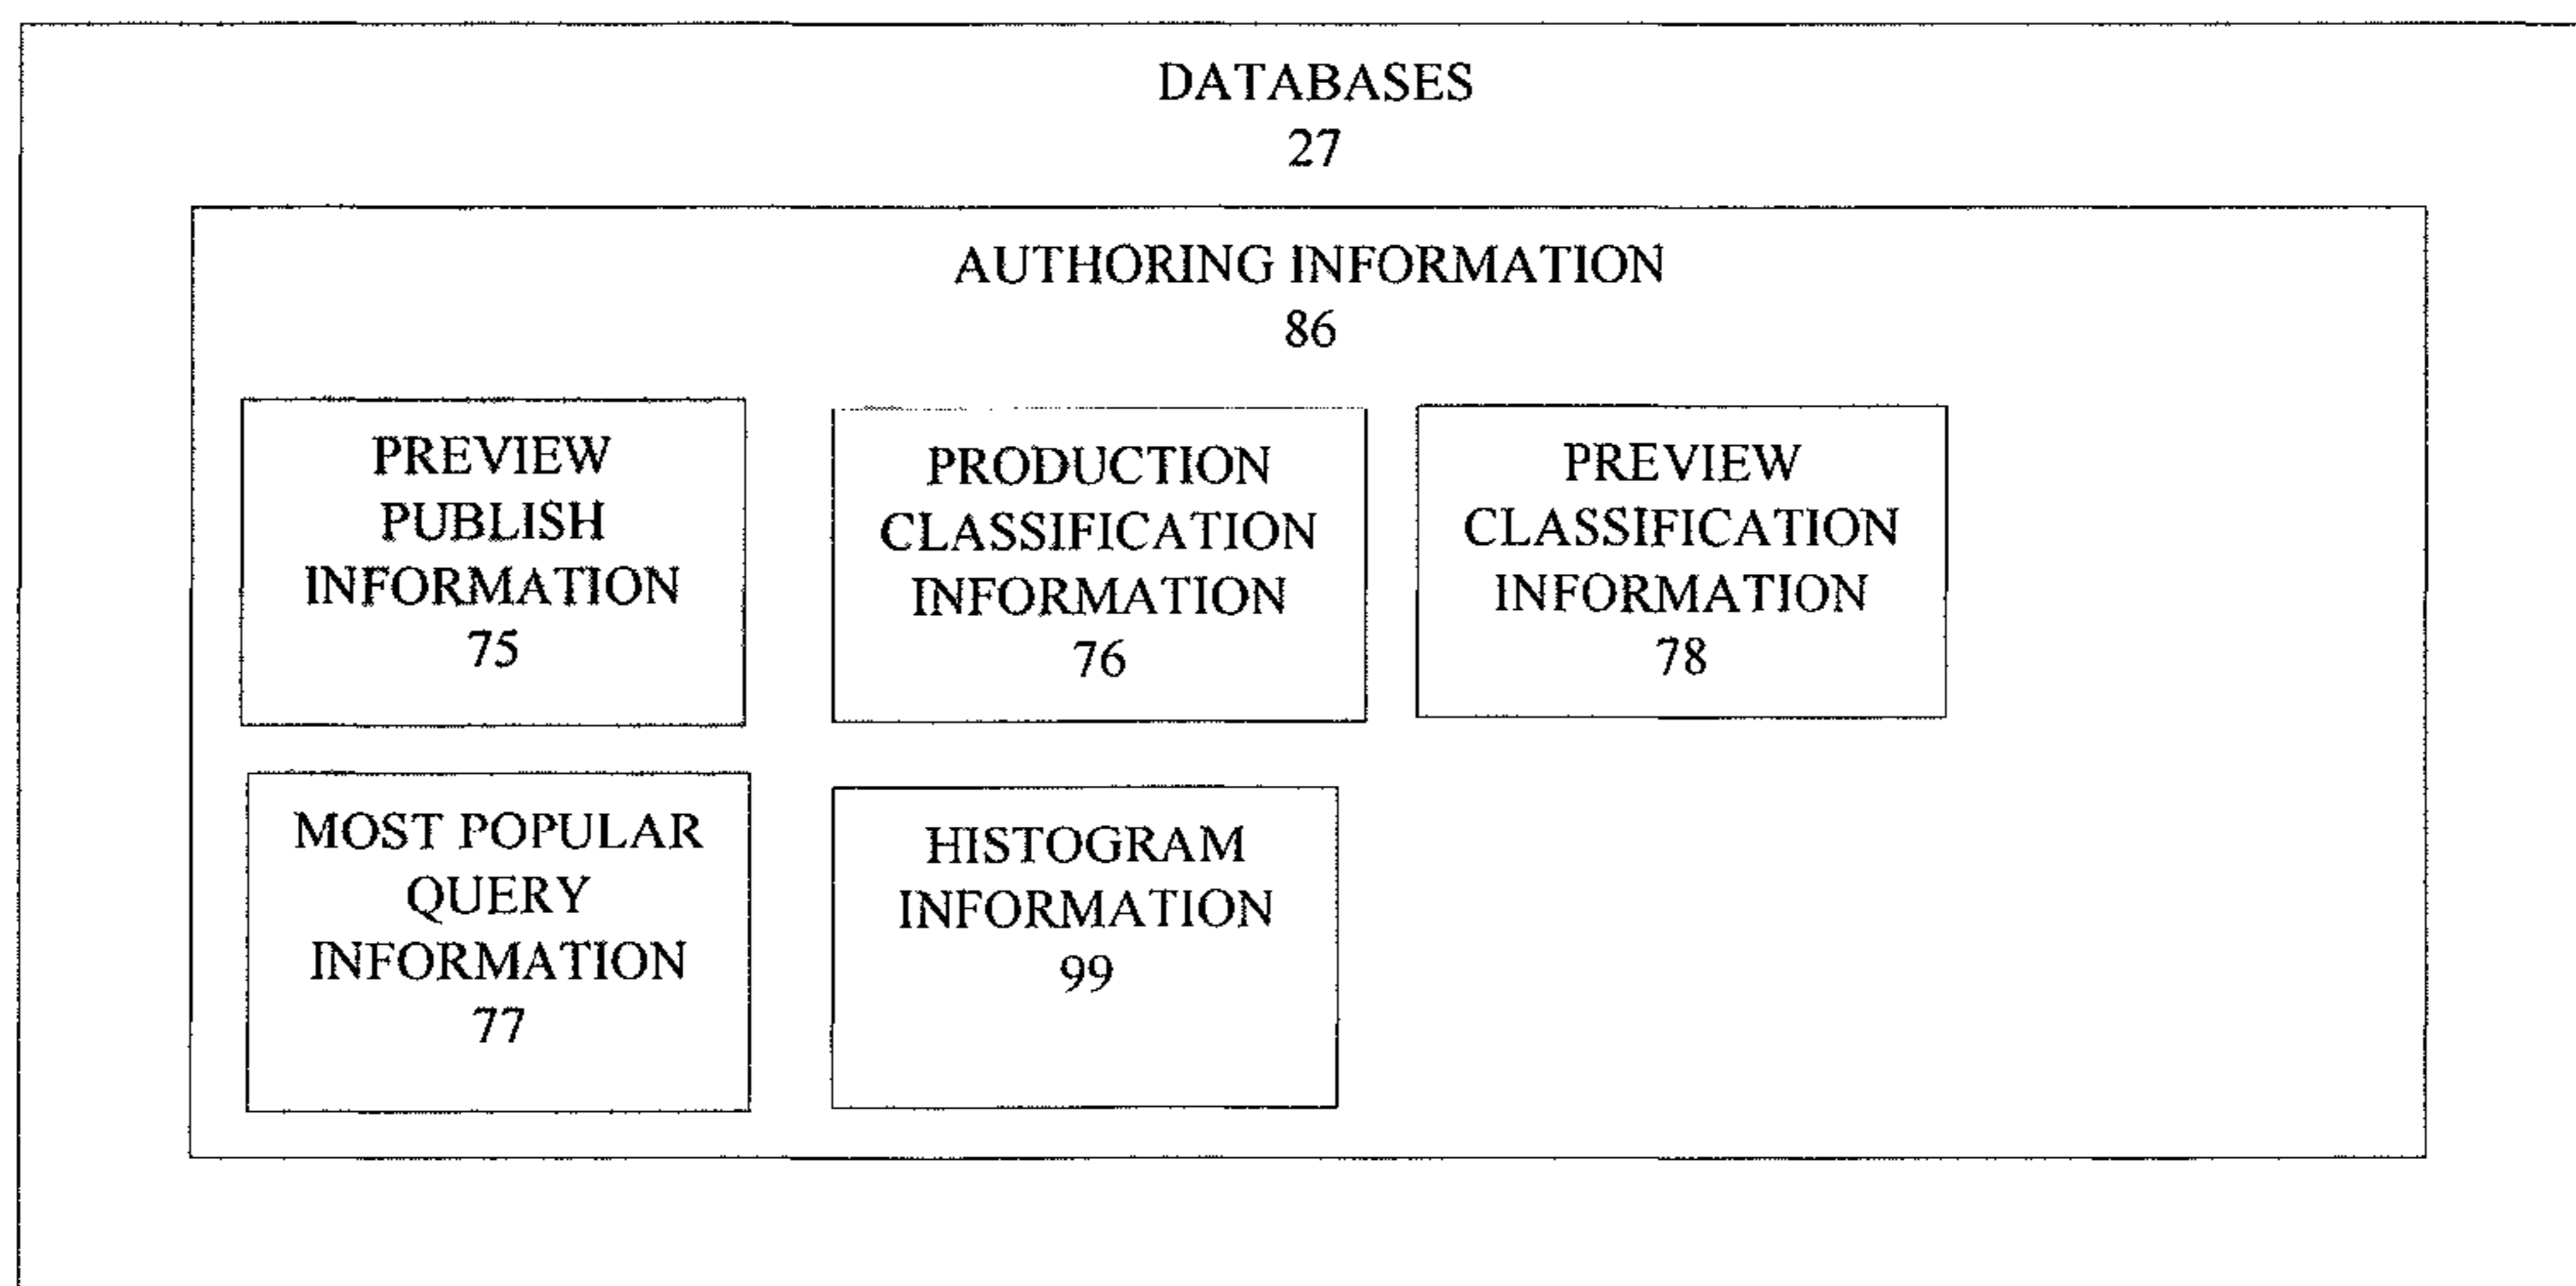 DATABASES
27
AUTHORING INFORMATION
86
PREVIEW
PUBLISH
INFORMATION
75
PRODUCTION
CLASSIFICATION
INFORMATION
76
PREVIEW
CLASSIFICATION
INFORMATION
78
MOST POPULAR
QUERY
INFORMATION
77
HISTOGRAM
INFORMATION
99